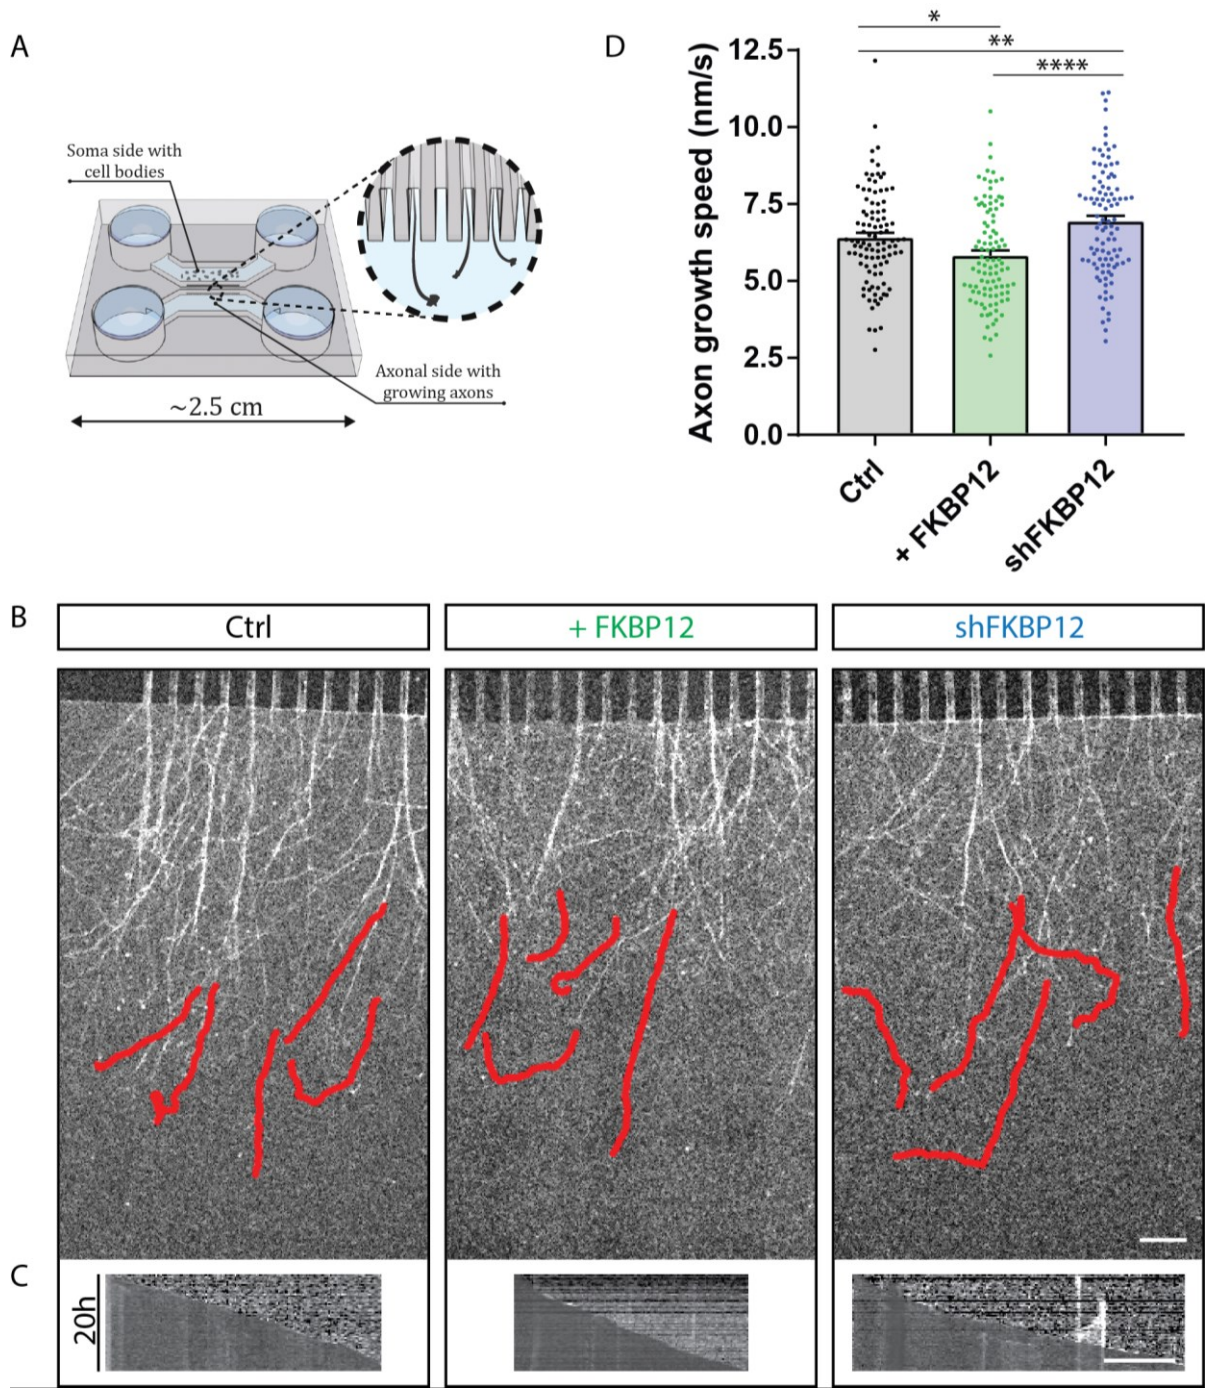 A
Soma side with
cell bodies
Axonal side with
growing axons
~2.5 cm
D
*
**
****
Axon growth speed (nm/s)
12.5
10.0
7.5
5.0
2.5
0.0
Ctrl
+ FKBP12
shFKBP12
B
Ctrl
+ FKBP12
shFKBP12
C
20h